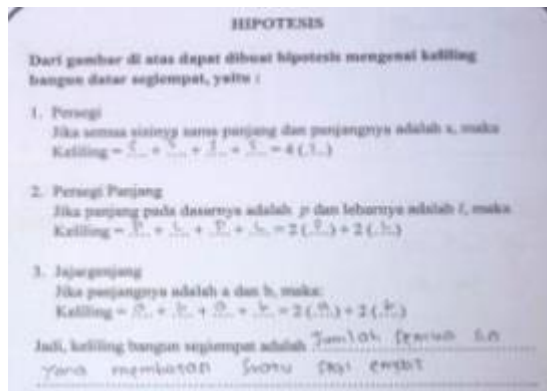 HIPOTESIS
Dari gambar di atas dapat dibuat hipotesis mengenai keliling
bangun datar segiempat, yaitu :
1. Persegi
Jika semua sisinya sama panjang dan panjangnya adalah s, maka
Keliling = s + s + s + s = 4 ( s )
2. Persegi Panjang
Jika panjang pada dasarnya adalah p dan lebarnya adalah l, maka
Keliling = p + l + p + l = 2 ( p ) + 2 ( l )
3. Jajargenjang
Jika panjangnya adalah a dan b, maka:
Keliling = a + b + a + b = 2 ( a ) + 2 ( b )
Jadi, keliling bangun segiempat adalah Jumlah semua
yang membatasi suatu segi empat